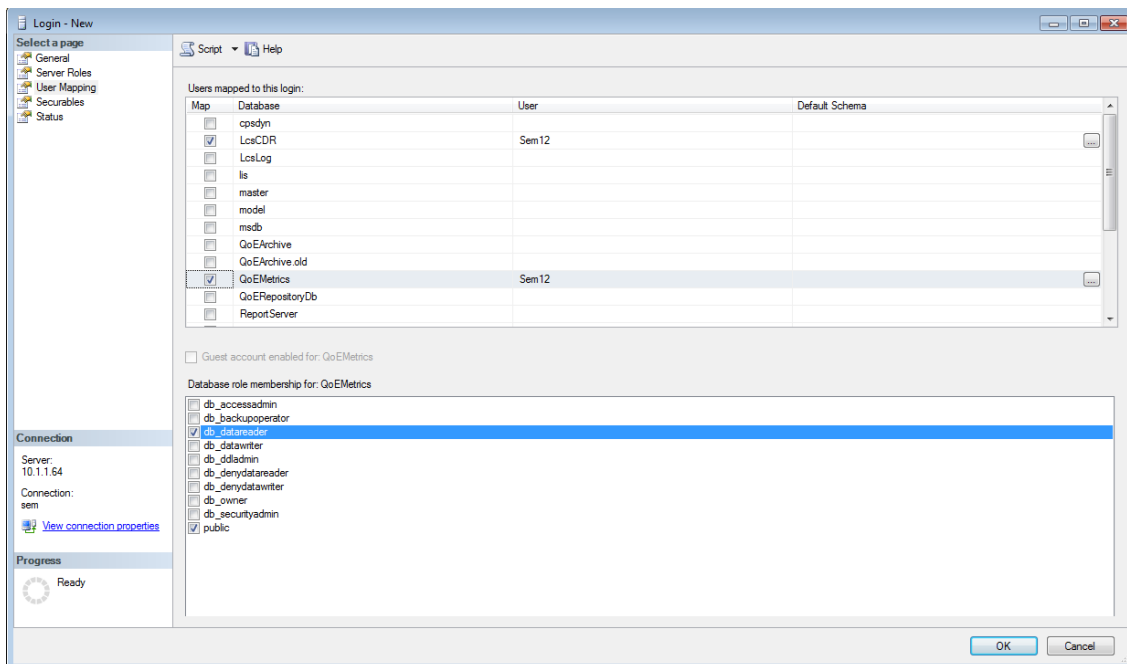 Login - New
Select a page
General
Server Roles
User Mapping
Securables
Status
Script Help
Users mapped to this login:
Map Database User Default Schema
cpsdyn
LcsCDR Sem12 ...
LcsLog
lis
master
model
msdb
QoEArchive
QoEArchive.old
QoEMetrics Sem12 ...
QoERepositoryDb
ReportServer
Guest account enabled for: QoEMetrics
Database role membership for: QoEMetrics
db_accessadmin
db_backupoperator
db_datareader
db_datawriter
db_ddladmin
db_denydatareader
db_denydatawriter
db_owner
db_securityadmin
public
Connection
Server:
10.1.1.64
Connection:
sem
View connection properties
Progress
Ready
OK Cancel